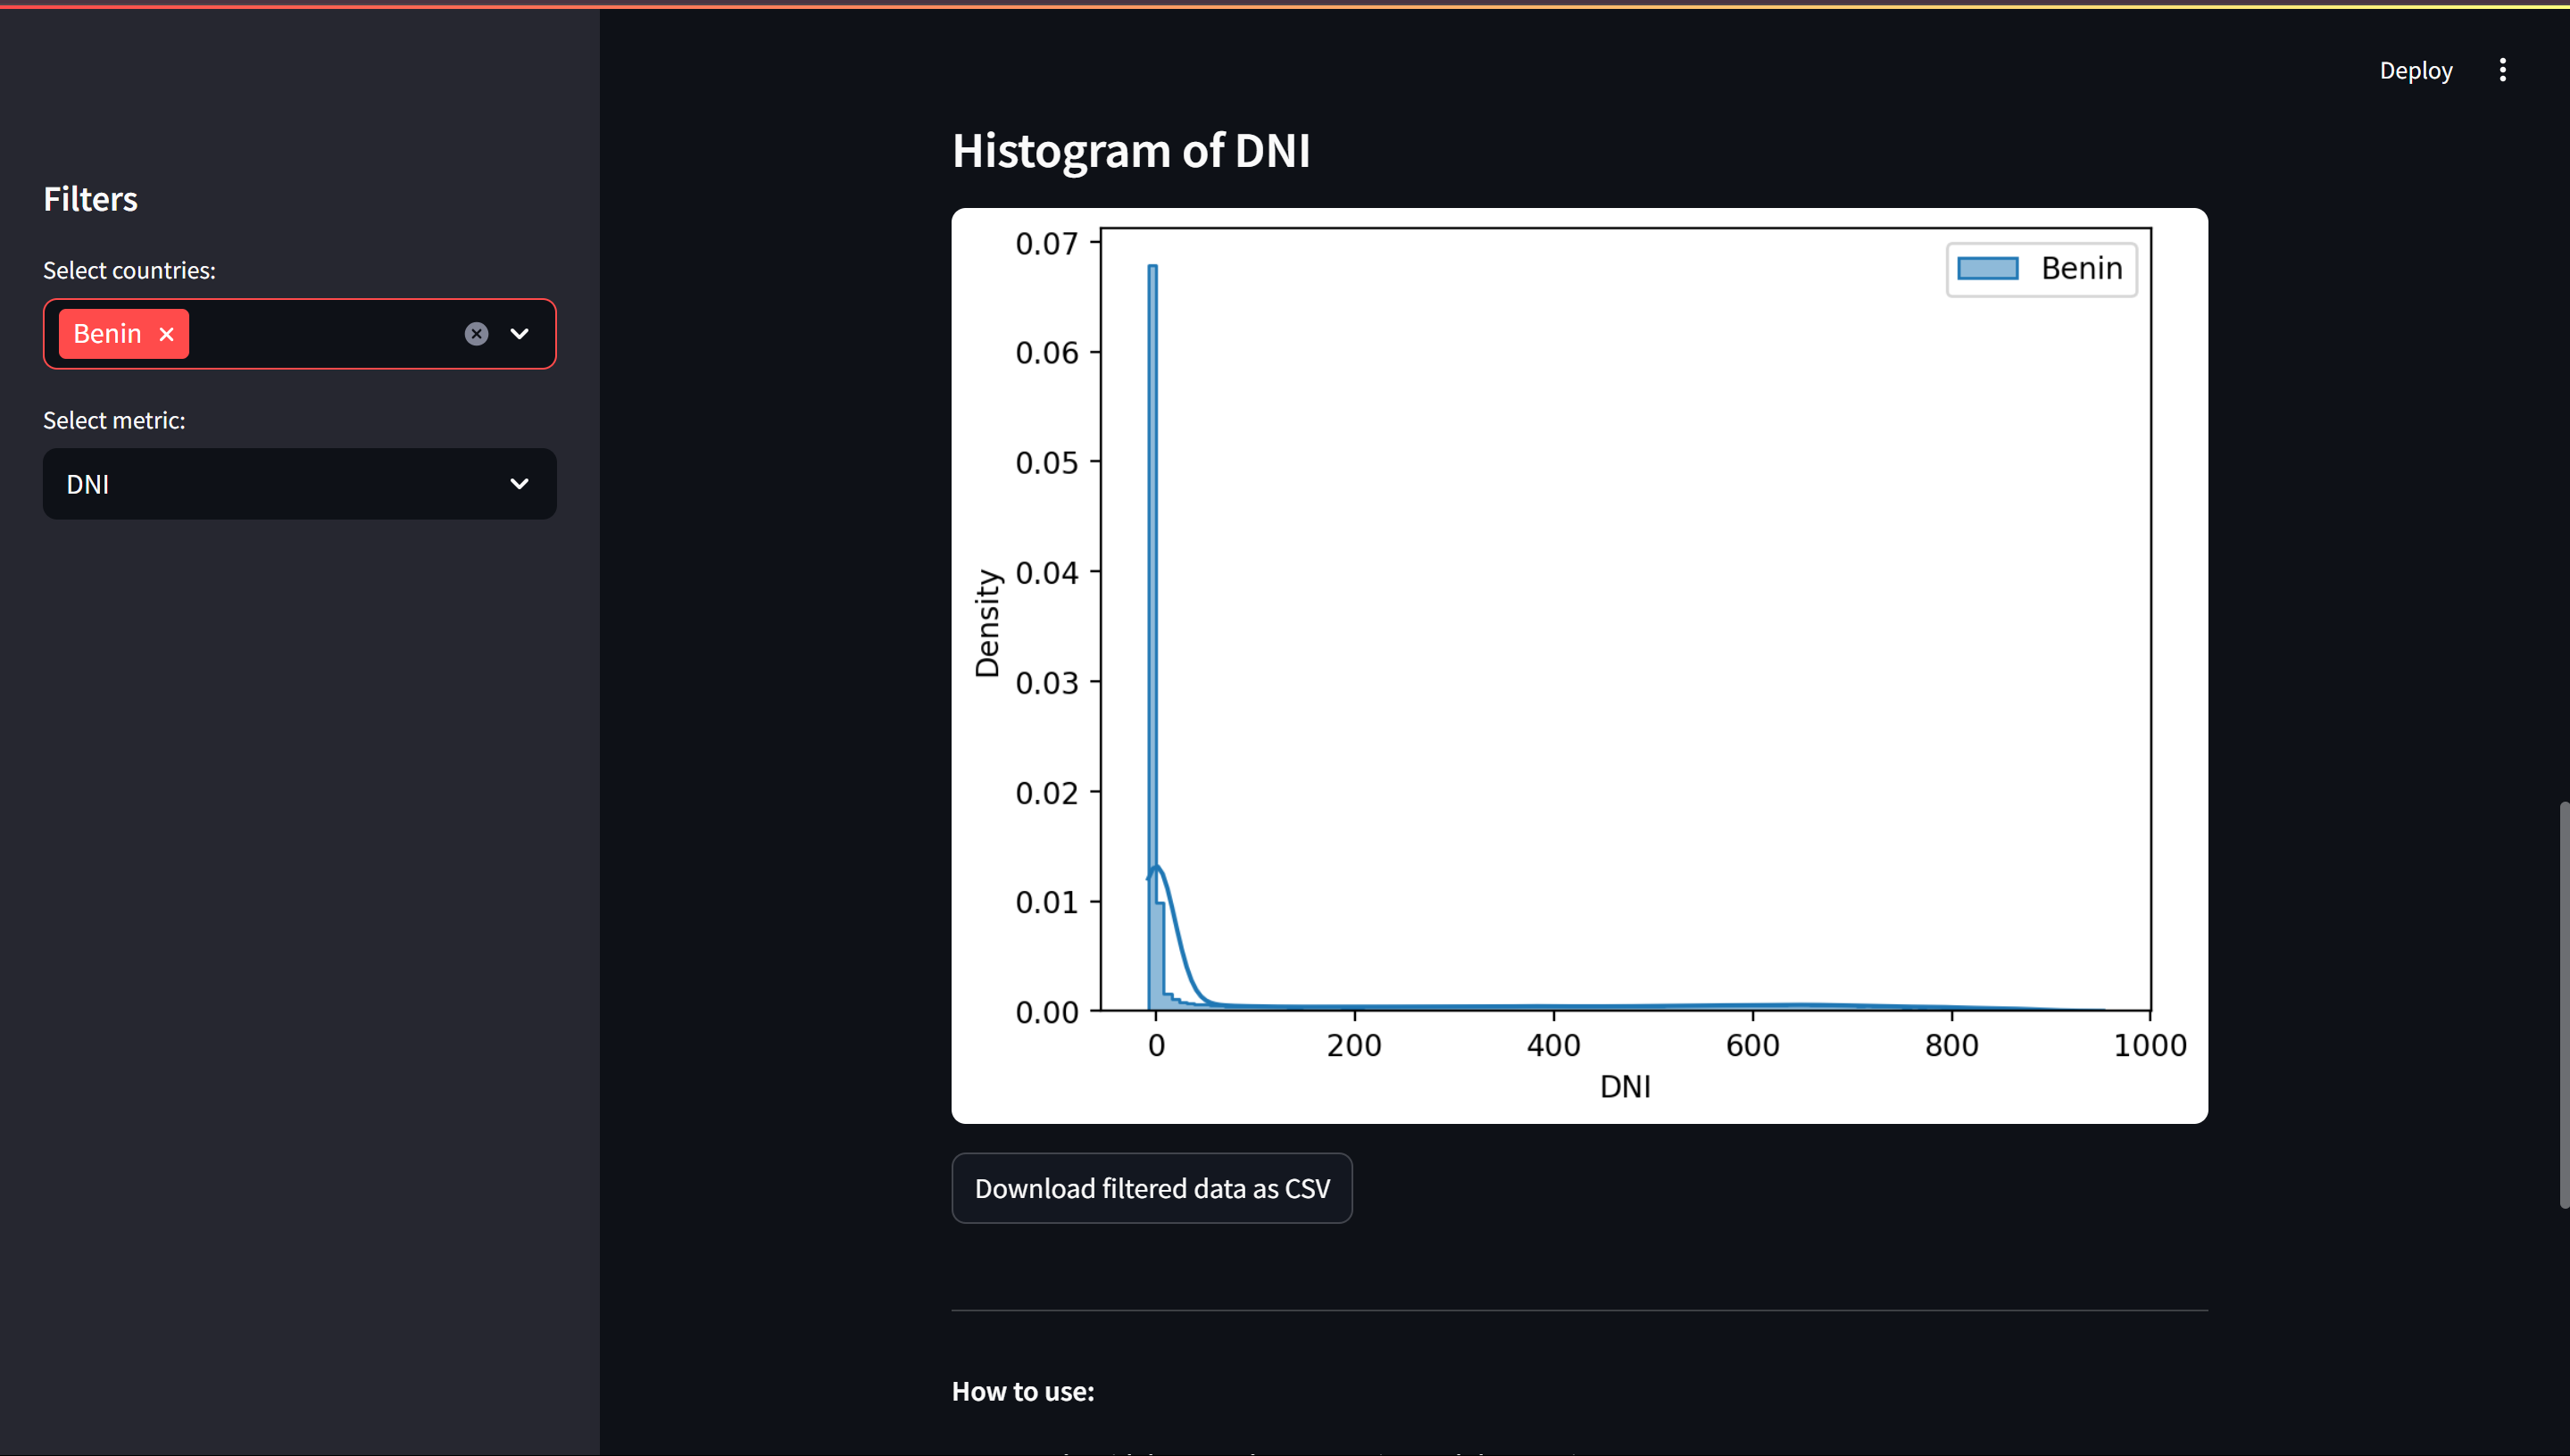 Deploy
Filters
Select countries:
Benin
Select metric:
DNI
Histogram of DNI
0.07
0.06
0.05
0.04
0.03
0.02
0.01
0.00
Density
Benin
0 200 400 600 800 1000
DNI
Download filtered data as CSV
How to use: